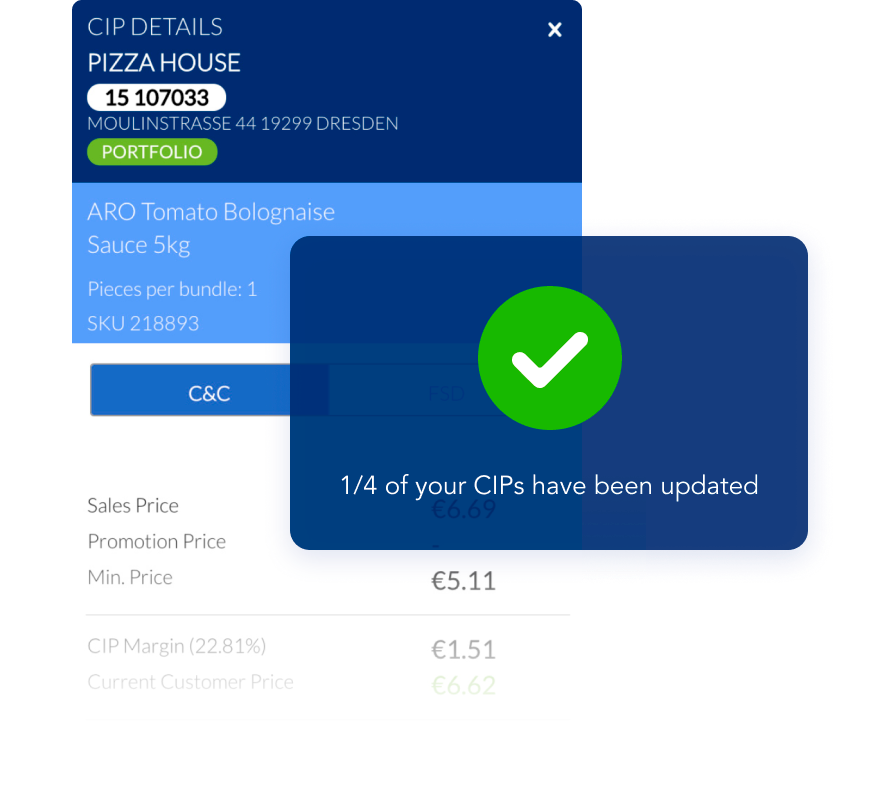 CIP DETAILS
PIZZA HOUSE
15 107033
MOULINSTRASSE 44 19299 DRESDEN
PORTFOLIO
ARO Tomato Bolognaise
Sauce 5kg
Pieces per bundle: 1
SKU 218893
C&C FSD
1/4 of your CIPs have been updated
Sales Price €6.69
Promotion Price
Min. Price €5.11
CIP Margin (22.81%) €1.51
Current Customer Price €6.62